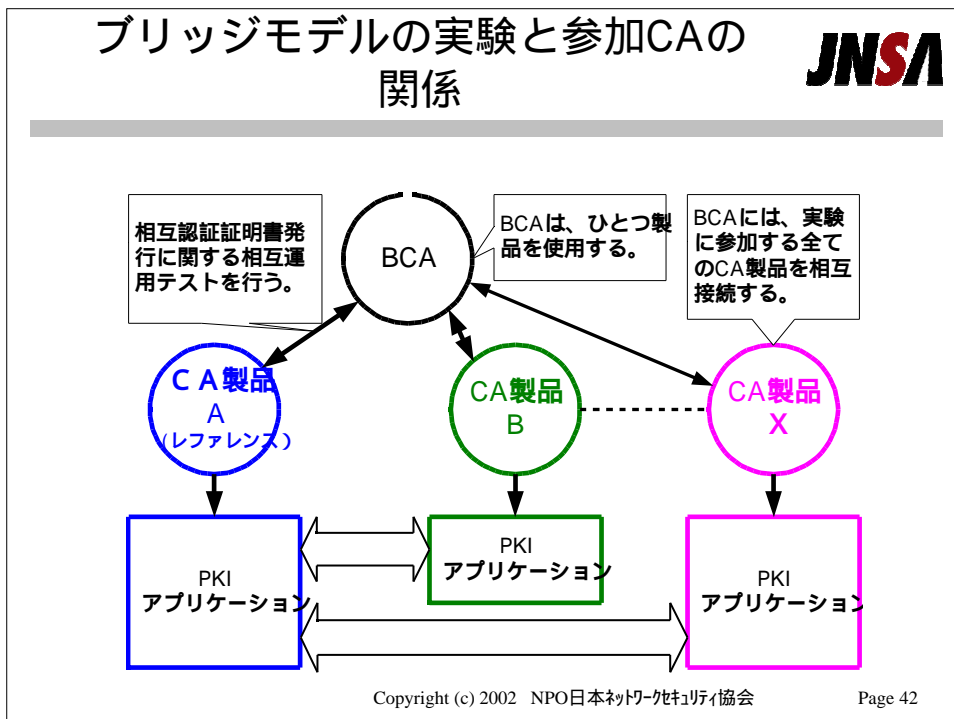 ブリッジモデルの実験と参加CAの
関係
JNSA
相互認証証明書発
行に関する相互運
用テストを行う。
BCA
BCAは、ひとつ製
品を使用する。
BCAには、実験
に参加する全て
のCA製品を相互
接続する。
ＣＡ製品
A
(レファレンス）
CA製品
B
CA製品
X
PKI
アプリケーション
PKI
アプリケーション
PKI
アプリケーション
Copyright (c) 2002 NPO日本ﾈｯﾄﾜｰｸｾｷｭﾘﾃｨ協会
Page 42